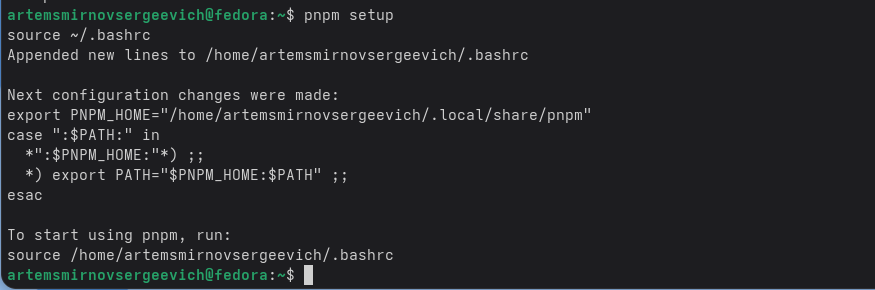 artemsmirnovsergeevich@fedora:~$ pnpm setup
source ~/.bashrc
Appended new lines to /home/artemsmirnovsergeevich/.bashrc

Next configuration changes were made:
export PNPM_HOME="/home/artemsmirnovsergeevich/.local/share/pnpm"
case ":$PATH:" in
  *":$PNPM_HOME:"*) ;;
  *) export PATH="$PNPM_HOME:$PATH" ;;
esac

To start using pnpm, run:
source /home/artemsmirnovsergeevich/.bashrc
artemsmirnovsergeevich@fedora:~$